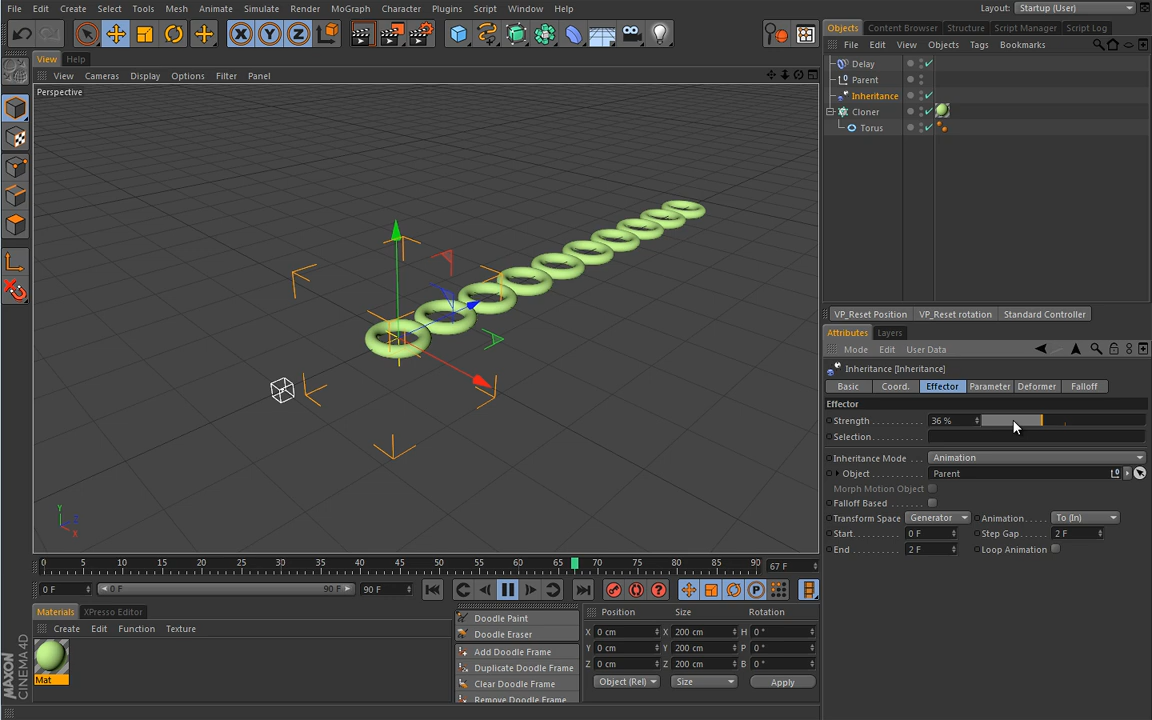 File Edit Create Select Tools Mesh Animate Simulate Render MoGraph Character Plugins Script Window Help Layout: Startup (User)
Objects Content Browser Structure Script Manager Script Log
File Edit View Objects Tags Bookmarks
View Help
View Cameras Display Options Filter Panel
Perspective
Delay
Parent
Inheritance
Cloner
Torus
VP_Reset Position VP_Reset rotation Standard Controller
Attributes Layers
Mode Edit User Data
Inheritance [Inheritance]
Basic Coord. Effector Parameter Deformer Falloff
Effector
Strength 36 %
Selection
Inheritance Mode Animation
Object Parent
Morph Motion Object
Falloff Based
Transform Space Generator Animation To (In)
Start 0 F Step Gap 2 F
End 2 F Loop Animation
Y
Z
X
0 5 10 15 20 25 30 35 40 45 50 55 60 65 70 75 80 85 90 67 F
0 F 0 F 90 F 90 F
Materials XPresso Editor
Create Edit Function Texture
Mat
Doodle Paint
Doodle Eraser
Add Doodle Frame
Duplicate Doodle Frame
Clear Doodle Frame
Remove Doodle Frame
Position Size Rotation
X 0 cm X 200 cm H 0 °
Y 0 cm Y 200 cm P 0 °
Z 0 cm Z 200 cm B 0 °
Object (Rel) Size Apply
MAXON
CINEMA 4D